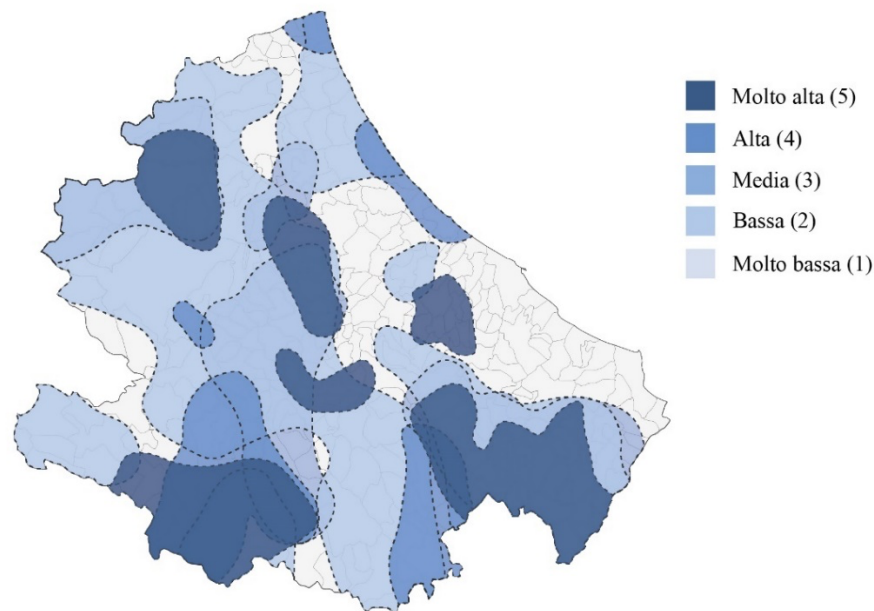 Molto alta (5)
Alta (4)
Media (3)
Bassa (2)
Molto bassa (1)